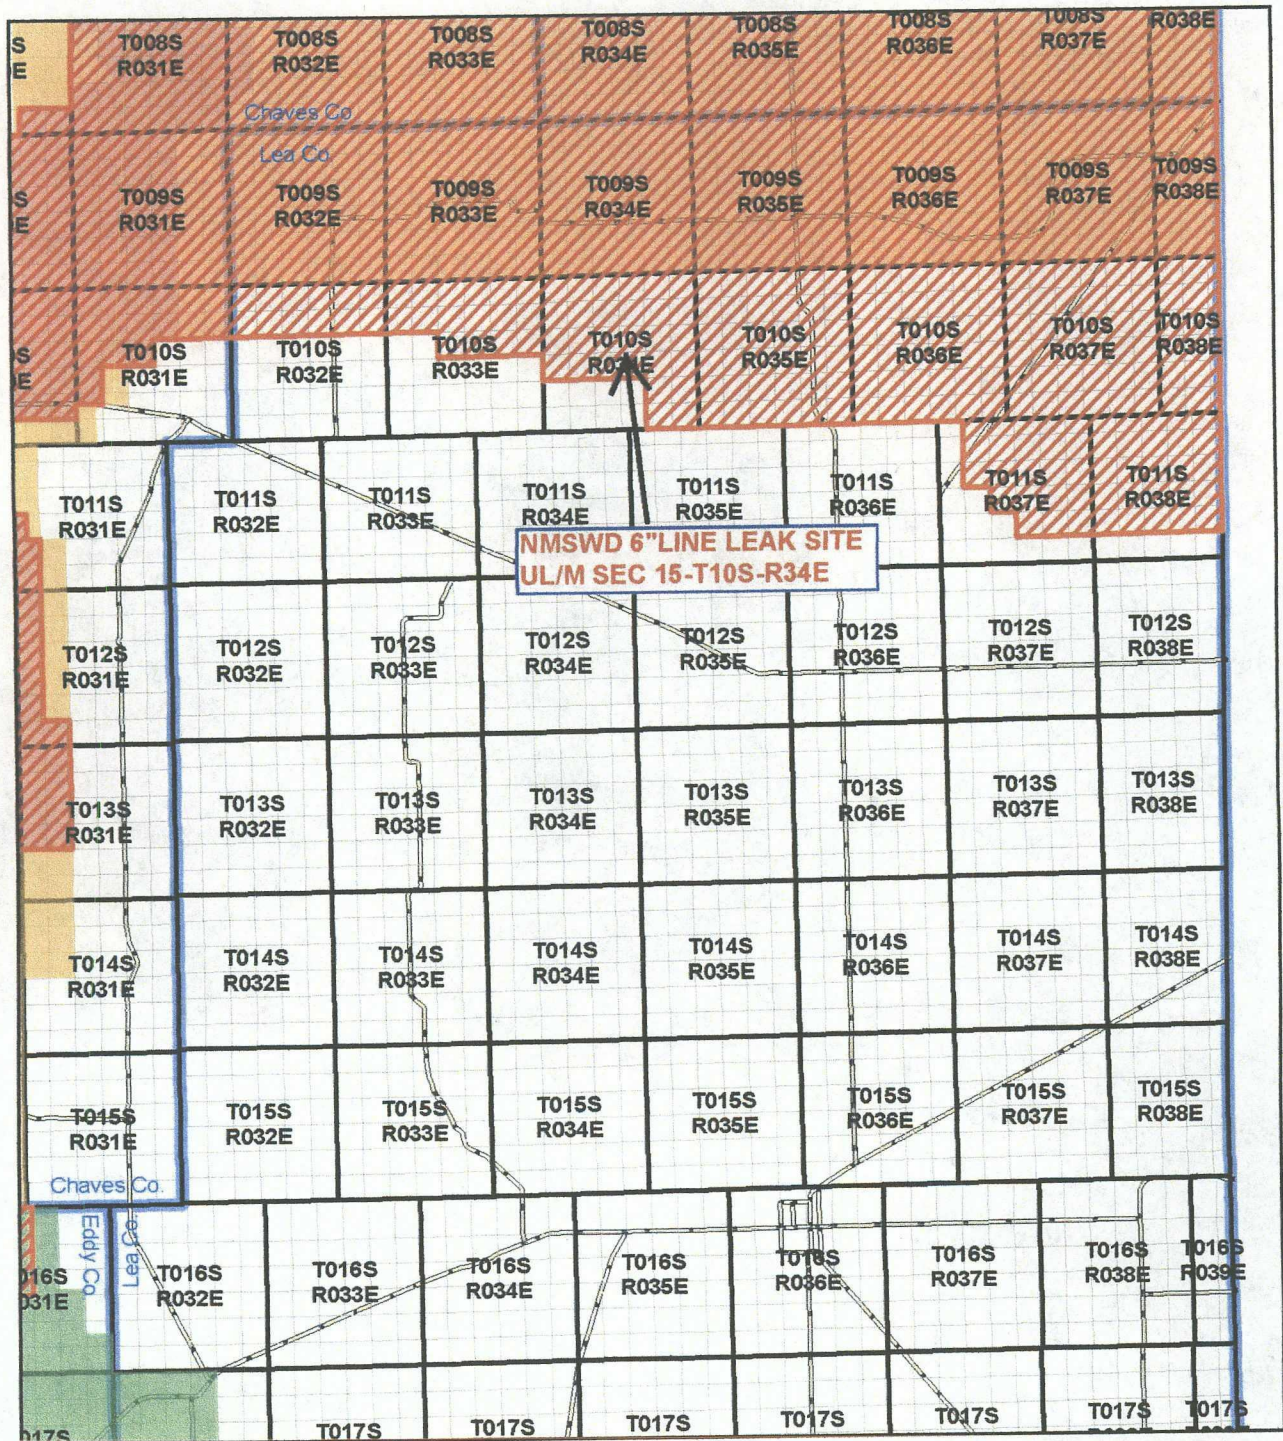 S
E
T008S
R031E
T008S
R032E
T008S
R033E
T008S
R034E
T008S
R035E
T008S
R036E
T008S
R037E
R038E
Chaves Co
Lea Co
S
E
T009S
R031E
T009S
R032E
T009S
R033E
T009S
R034E
T009S
R035E
T009S
R036E
T009S
R037E
T009S
R038E
T010S
R031E
T010S
R032E
T010S
R033E
T010S
T010S
R035E
T010S
R036E
T010S
R037E
T010S
R038E
T011S
R031E
T011S
R032E
T011S
R033E
T011S
R034E
T011S
R035E
T011S
R036E
T011S
R037E
T011S
R038E
NMSWD 6"LINE LEAK SITE
UL/M SEC 15-T10S-R34E
T012S
R031E
T012S
R032E
T012S
R033E
T012S
R034E
T012S
R035E
T012S
R036E
T012S
R037E
T012S
R038E
T013S
R031E
T013S
R032E
T013S
R033E
T013S
R034E
T013S
R035E
T013S
R036E
T013S
R037E
T013S
R038E
T014S
R031E
T014S
R032E
T014S
R033E
T014S
R034E
T014S
R035E
T014S
R036E
T014S
R037E
T014S
R038E
T015S
R031E
T015S
R032E
T015S
R033E
T015S
R034E
T015S
R035E
T015S
R036E
T015S
R037E
T015S
R038E
Chaves Co.
Eddy Co.
Lea Co.
016S
031E
T016S
R032E
T016S
R033E
T016S
R034E
T016S
R035E
T016S
R036E
T016S
R037E
T016S
R038E
T016S
R039E
017S
T017S
T017S
T017S
T017S
T017S
T017S
T017S